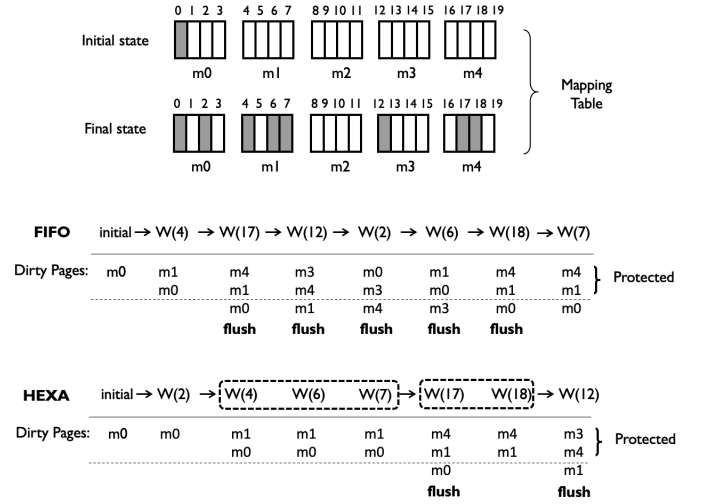 0 1 2 3 4 5 6 7 8 9 10 11 12 13 14 15 16 17 18 19
Initial state
m0 m1 m2 m3 m4
Mapping
Table
0 1 2 3 4 5 6 7 8 9 10 11 12 13 14 15 16 17 18 19
Final state
m0 m1 m2 m3 m4
FIFO initial → W(4) → W(17) → W(12) → W(2) → W(6) → W(18) → W(7)
Dirty Pages: m0 m1 m4 m3 m0 m1 m4 m4
m0 m1 m4 m3 m0 m1 m1
Protected
m0 m1 m4 m3 m0 m0
flush flush flush flush flush
HEXA initial → W(2) → W(4) W(6) W(7) → W(17) W(18) → W(12)
Dirty Pages: m0 m0 m1 m1 m1 m4 m4 m3
m0 m0 m0 m1 m1 m4
Protected
m0 m1
flush flush